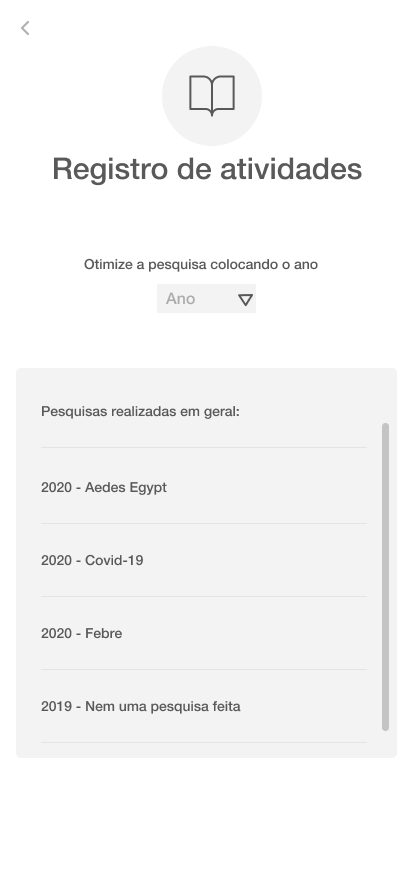 Registro de atividades
Otimize a pesquisa colocando o ano
Ano
Pesquisas realizadas em geral:
2020 - Aedes Egypt
2020 - Covid-19
2020 - Febre
2019 - Nem uma pesquisa feita